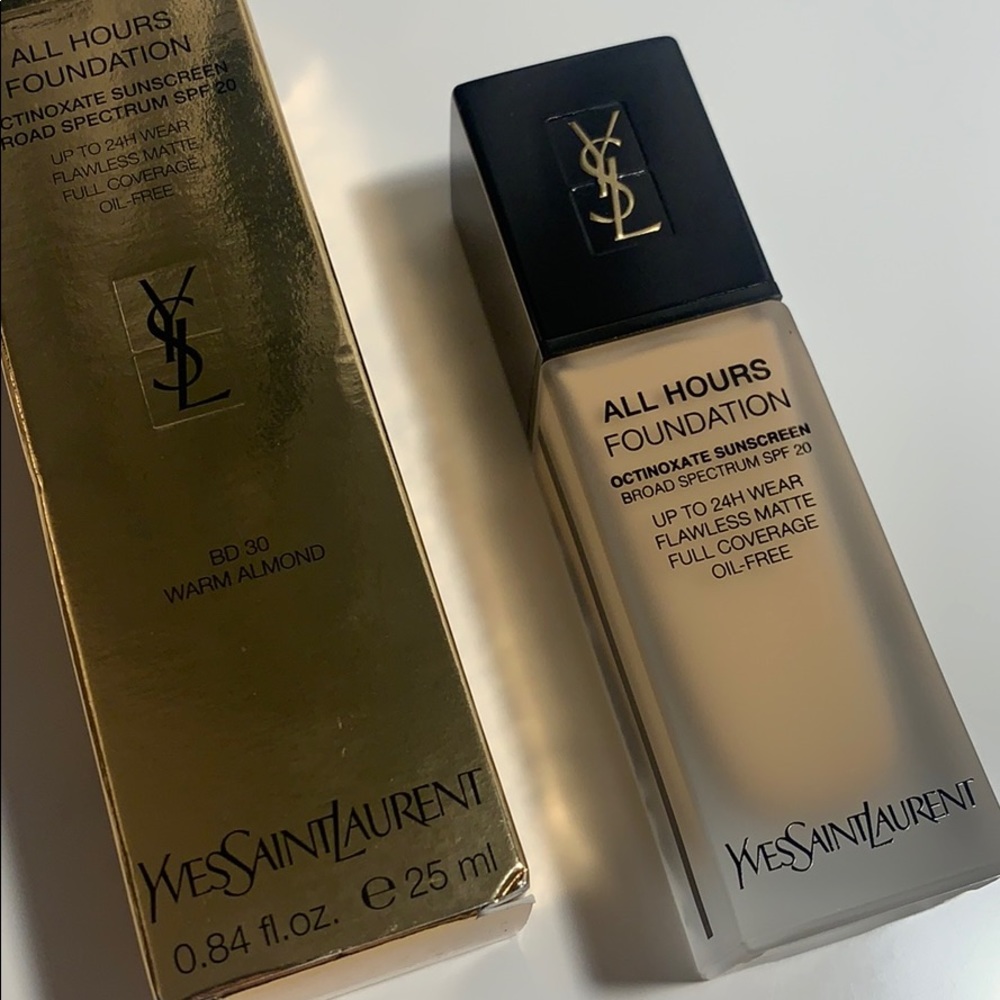 ALL HOURS
FOUNDATION
CTINOXATE SUNSCREEN
ROAD SPECTRUM SPF 20
UP TO 24H WEAR
FLAWLESS MATTE
FULL COVERAGE
OIL-FREE
YSL
BD 30
WARM ALMOND
YVESSAINTLAURENT
0.84 fl.oz. ℮ 25 ml
YSL
ALL HOURS
FOUNDATION
OCTINOXATE SUNSCREEN
BROAD SPECTRUM SPF 20
UP TO 24H WEAR
FLAWLESS MATTE
FULL COVERAGE
OIL-FREE
YVESSAINTLAURENT